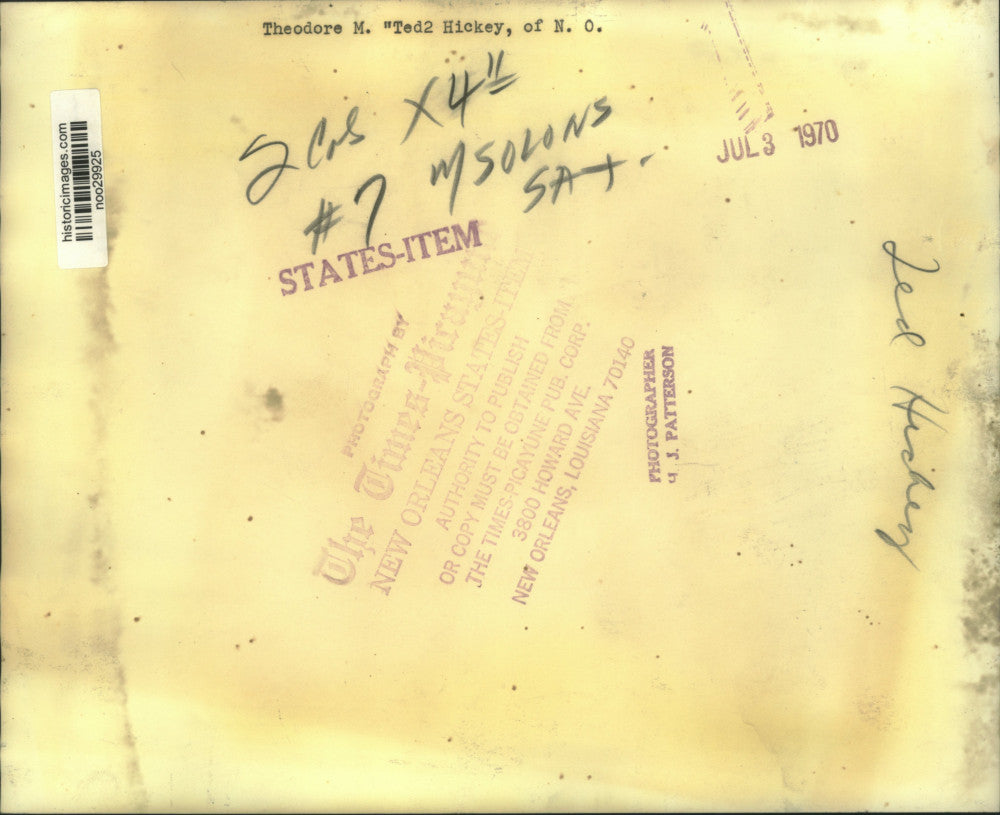 Theodore M. "Ted2 Hickey, of N. O.
2 Cols X 4"
#7 W/SOLONS
SAT.
JUL 3 1970
STATES-ITEM
historicimages.com
noo29925
PHOTOGRAPH BY
The Times-Picayune
NEW ORLEANS STATES-ITEM
AUTHORITY TO PUBLISH
OR COPY MUST BE OBTAINED FROM
THE TIMES-PICAYUNE PUB. CORP.
3800 HOWARD AVE.
NEW ORLEANS, LOUISIANA 70140
PHOTOGRAPHER
J. PATTERSON
Ted Hickey